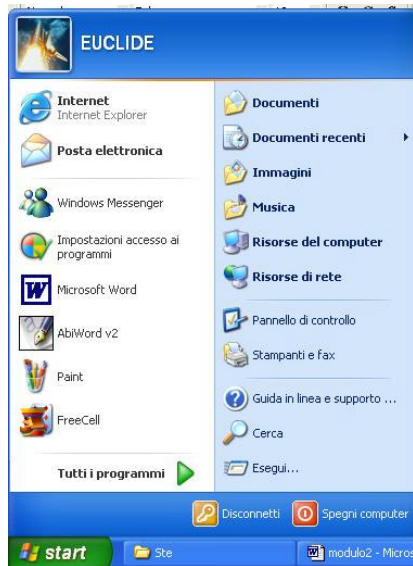 EUCLIDE
Internet
Internet Explorer
Posta elettronica
Windows Messenger
Impostazioni accesso ai
programmi
Microsoft Word
AbiWord v2
Paint
FreeCell
Tutti i programmi
Documenti
Documenti recenti
Immagini
Musica
Risorse del computer
Risorse di rete
Pannello di controllo
Stampanti e fax
Guida in linea e supporto ...
Cerca
Esegui...
Disconnetti
Spegni computer
start
Ste
modulo2 - Micros